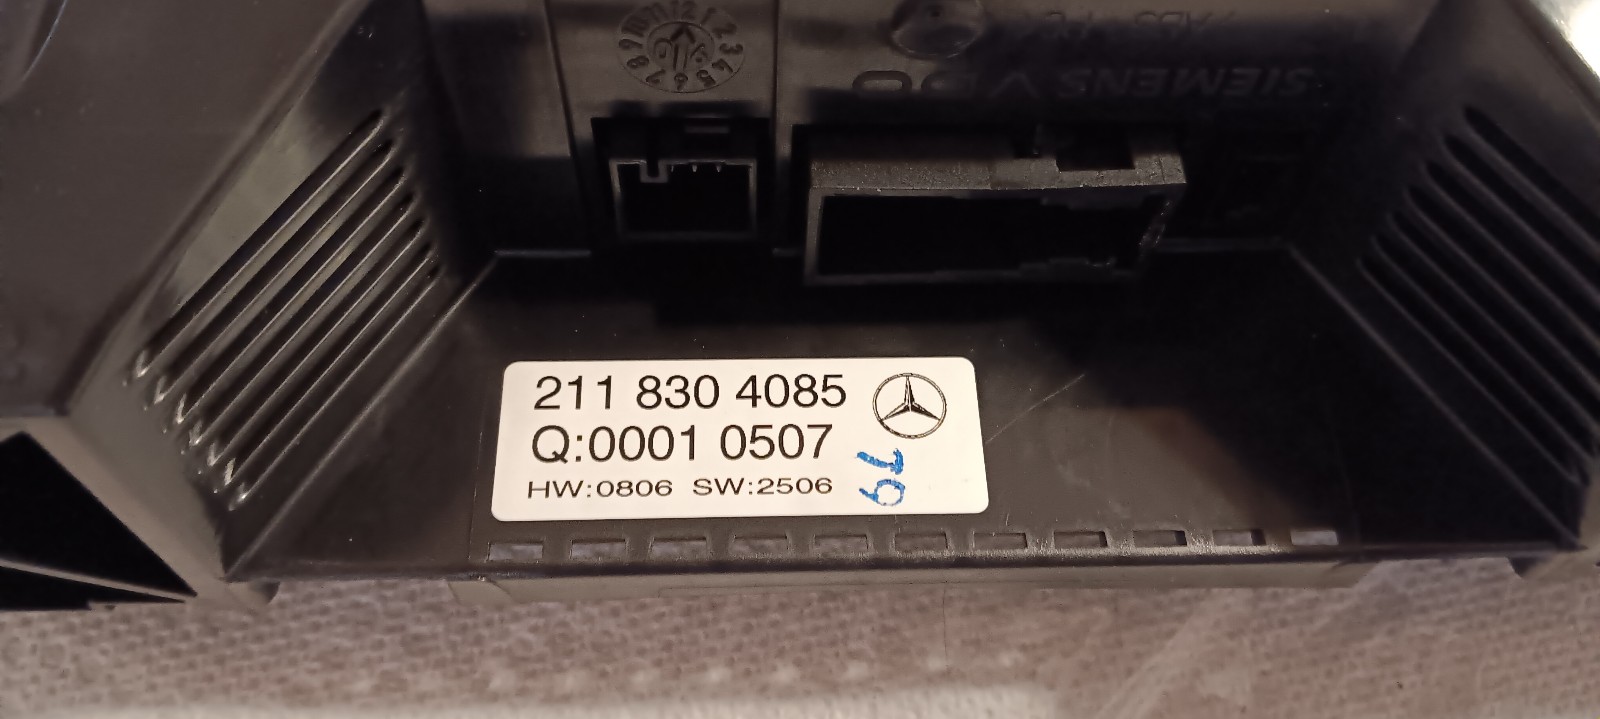 SIEMENS VDO
211 830 4085
Q:0001 0507
HW:0806 SW:2506